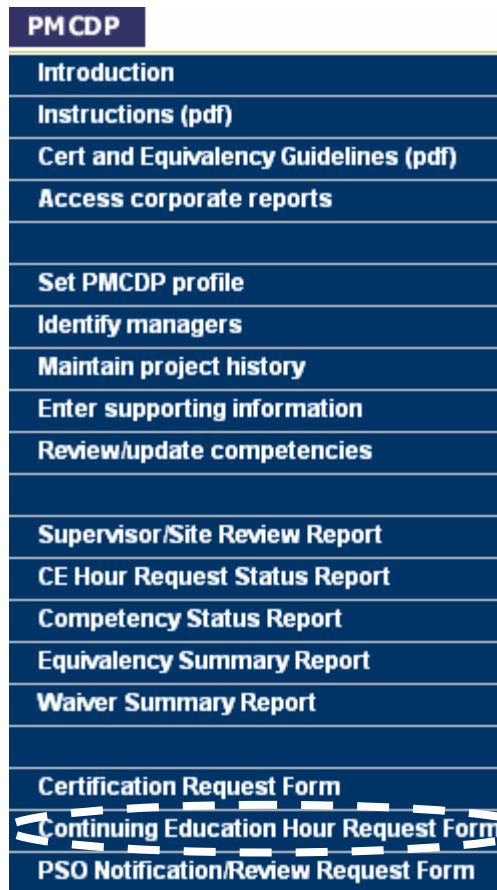 PMCDP
Introduction
Instructions (pdf)
Cert and Equivalency Guidelines (pdf)
Access corporate reports
Set PMCDP profile
Identify managers
Maintain project history
Enter supporting information
Review/update competencies
Supervisor/Site Review Report
CE Hour Request Status Report
Competency Status Report
Equivalency Summary Report
Waiver Summary Report
Certification Request Form
Continuing Education Hour Request Form
PSO Notification/Review Request Form